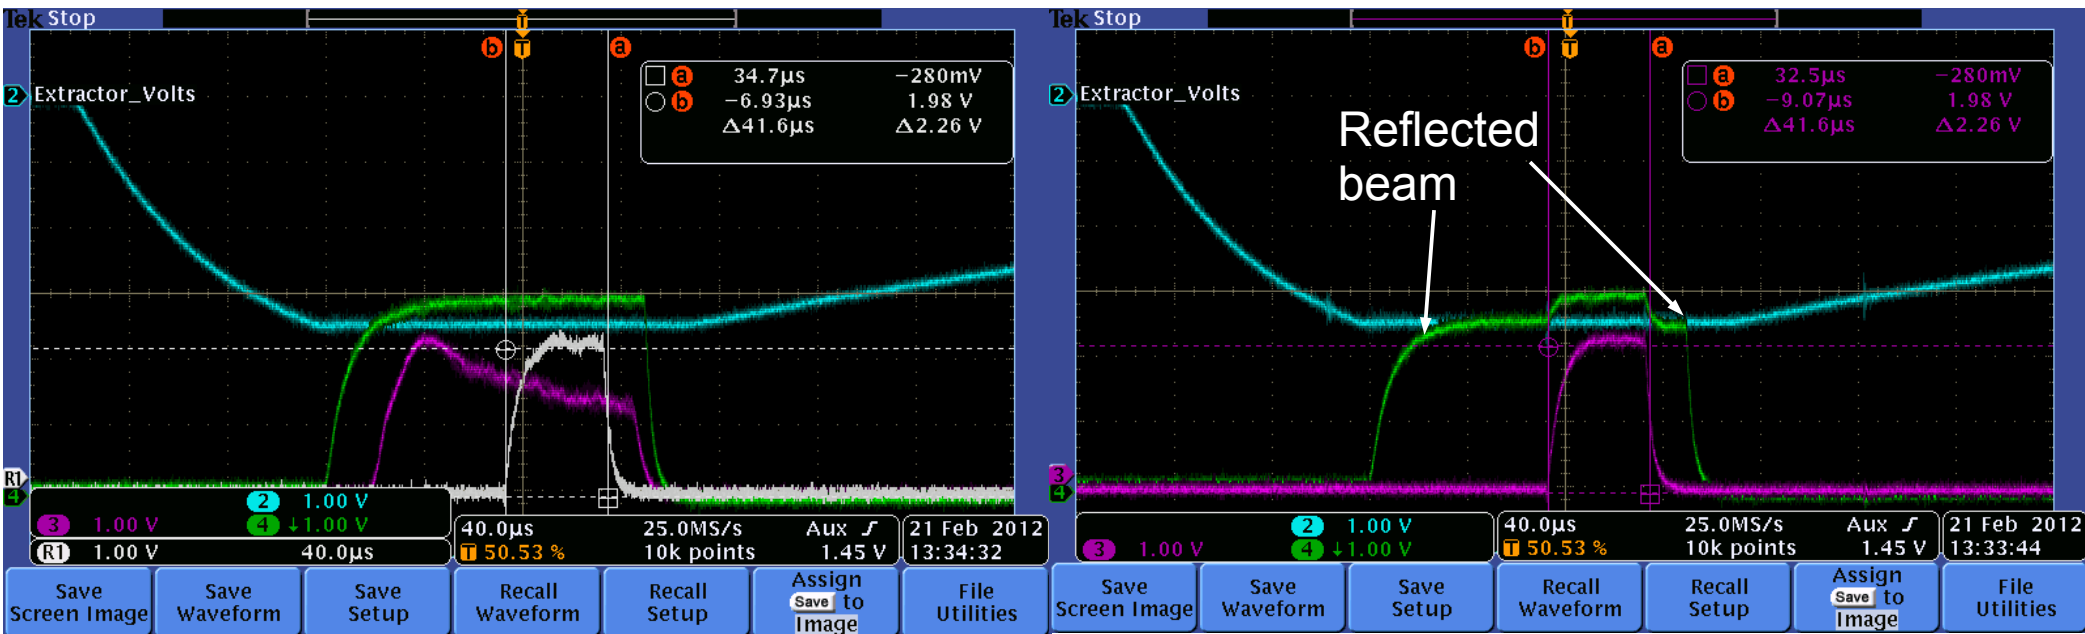 Tek Stop
T
b T a
a 34.7µs −280mV
b −6.93µs 1.98 V
Δ41.6µs Δ2.26 V
2 Extractor_Volts
R1
4
2 1.00 V
3 1.00 V 4 ↓1.00 V
R1 1.00 V 40.0µs
40.0µs 25.0MS/s Aux ʃ
T 50.53 % 10k points 1.45 V
21 Feb 2012
13:34:32
Save Screen Image
Save Waveform
Save Setup
Recall Waveform
Recall Setup
Assign Save to Image
File Utilities
Tek Stop
T
b T a
a 32.5µs −280mV
b −9.07µs 1.98 V
Δ41.6µs Δ2.26 V
2 Extractor_Volts
Reflected
beam
3
4
2 1.00 V
3 1.00 V 4 ↓1.00 V
40.0µs 25.0MS/s Aux ʃ
T 50.53 % 10k points 1.45 V
21 Feb 2012
13:33:44
Save Screen Image
Save Waveform
Save Setup
Recall Waveform
Recall Setup
Assign Save to Image
File Utilities